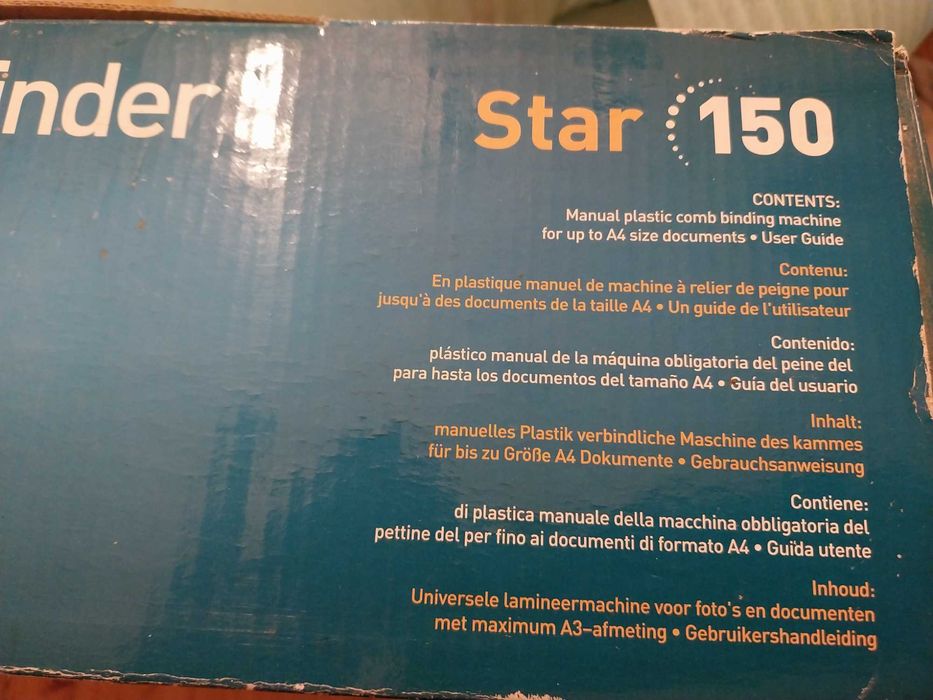 inder
Star 150
CONTENTS:
Manual plastic comb binding machine
for up to A4 size documents • User Guide
Contenu:
En plastique manuel de machine à relier de peigne pour
jusqu'à des documents de la taille A4 • Un guide de l'utilisateur
Contenido:
plástico manual de la máquina obligatoria del peine del
para hasta los documentos del tamaño A4 • Guía del usuario
Inhalt:
manuelles Plastik verbindliche Maschine des kammes
für bis zu Größe A4 Dokumente • Gebrauchsanweisung
Contiene:
di plastica manuale della macchina obbligatoria del
pettine del per fino ai documenti di formato A4 • Guida utente
Inhoud:
Universele lamineermachine voor foto's en documenten
met maximum A3–afmeting • Gebruikershandleiding